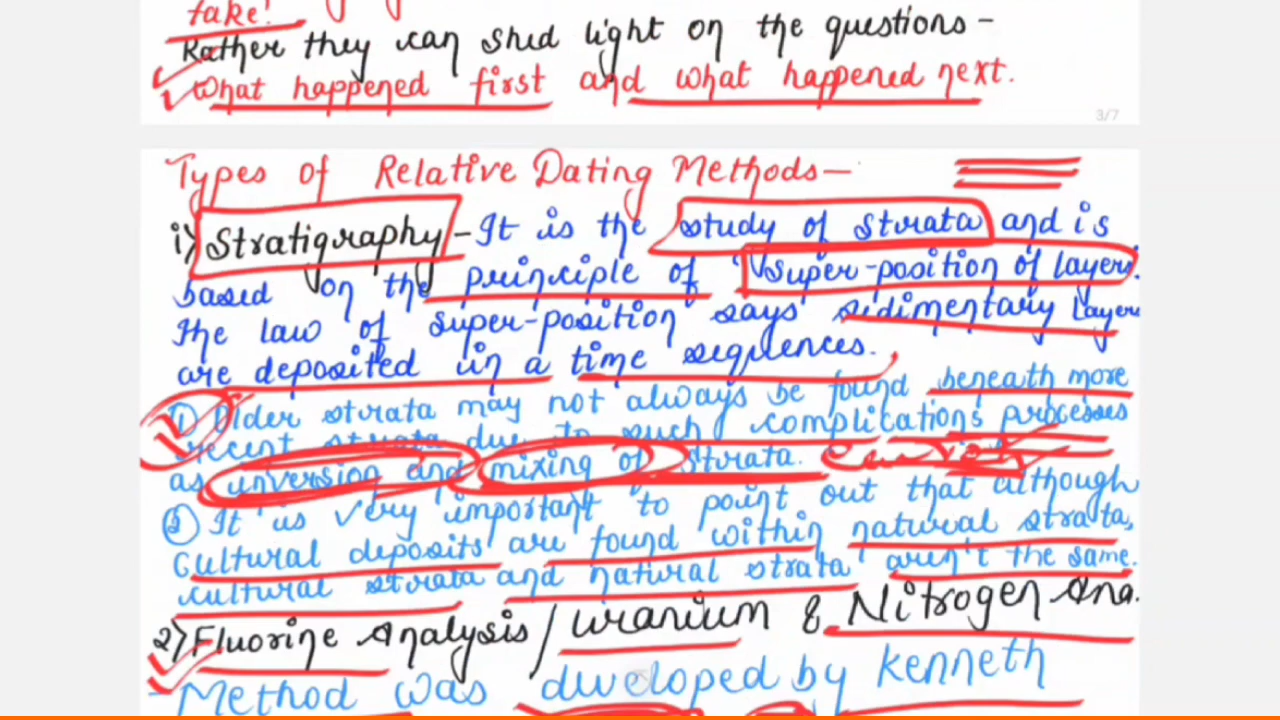 take!
Rather they can shed light on the questions -
What happened first and what happened next.
3/7
Types of Relative Dating Methods -
i) Stratigraphy - It is the study of strata and is
based on the principle of "super-position of layers.
The law of super-position says sedimentary layers
are deposited in a time sequences.
1) Older strata may not always be found beneath more
recent strata due to such complications processes
as inversion and mixing of strata.
2) It is very important to point out that although
Cultural deposits are found within natural strata,
cultural strata and natural strata aren't the same.
2) Fluorine Analysis / Uranium & Nitrogen Ana.
- Method was developed by Kenneth